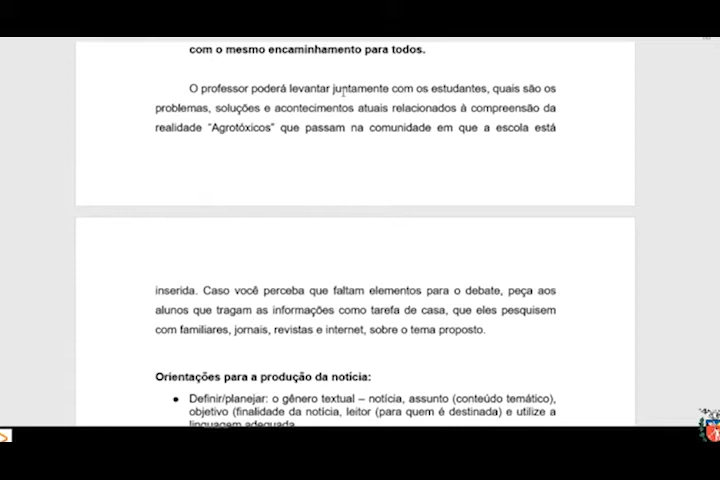 com o mesmo encaminhamento para todos.
O professor poderá levantar juntamente com os estudantes, quais são os
problemas, soluções e acontecimentos atuais relacionados à compreensão da
realidade “Agrotóxicos” que passam na comunidade em que a escola está
inserida. Caso você perceba que faltam elementos para o debate, peça aos
alunos que tragam as informações como tarefa de casa, que eles pesquisem
com familiares, jornais, revistas e internet, sobre o tema proposto.
Orientações para a produção da notícia:
● Definir/planejar: o gênero textual – notícia, assunto (conteúdo temático),
objetivo (finalidade da notícia, leitor (para quem é destinada) e utilize a
linguagem adequada